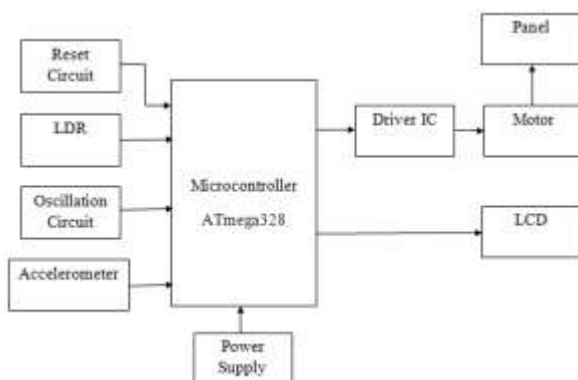 Reset
Circuit
LDR
Oscillation
Circuit
Accelerometer
Microcontroller
ATmega328
Power
Supply
Driver IC
Motor
Panel
LCD